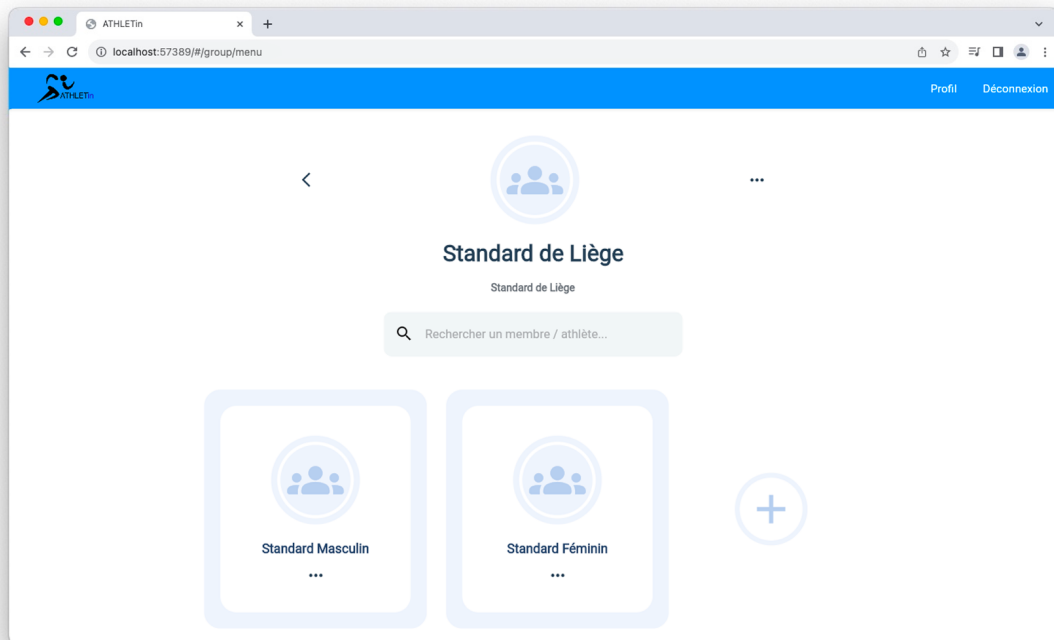 ATHLETin
localhost:57389/#/group/menu
ATHLETin
Profil
Déconnexion
Standard de Liège
Standard de Liège
Rechercher un membre / athlète...
Standard Masculin
Standard Féminin